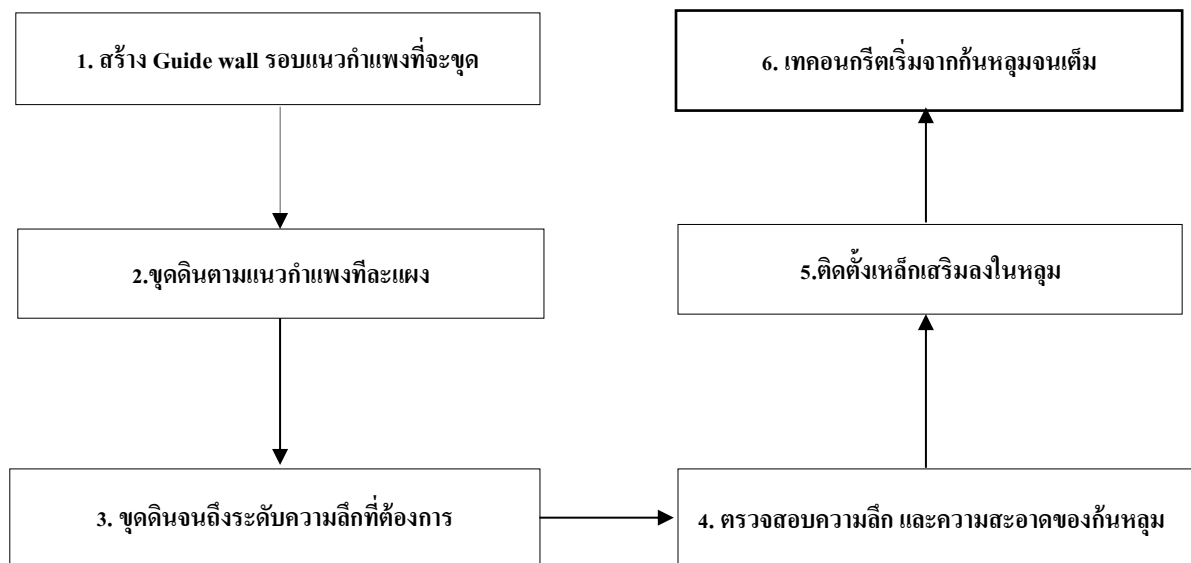 1. สร้าง Guide wall รอบแนวกำแพงที่จะขุด
2.ขุดดินตามแนวกำแพงทีละแผง
3. ขุดดินจนถึงระดับความลึกที่ต้องการ
4. ตรวจสอบความลึก และความสะอาดของก้นหลุม
5.ติดตั้งเหล็กเสริมลงในหลุม
6. เทคอนกรีตเริ่มจากก้นหลุมจนเต็ม